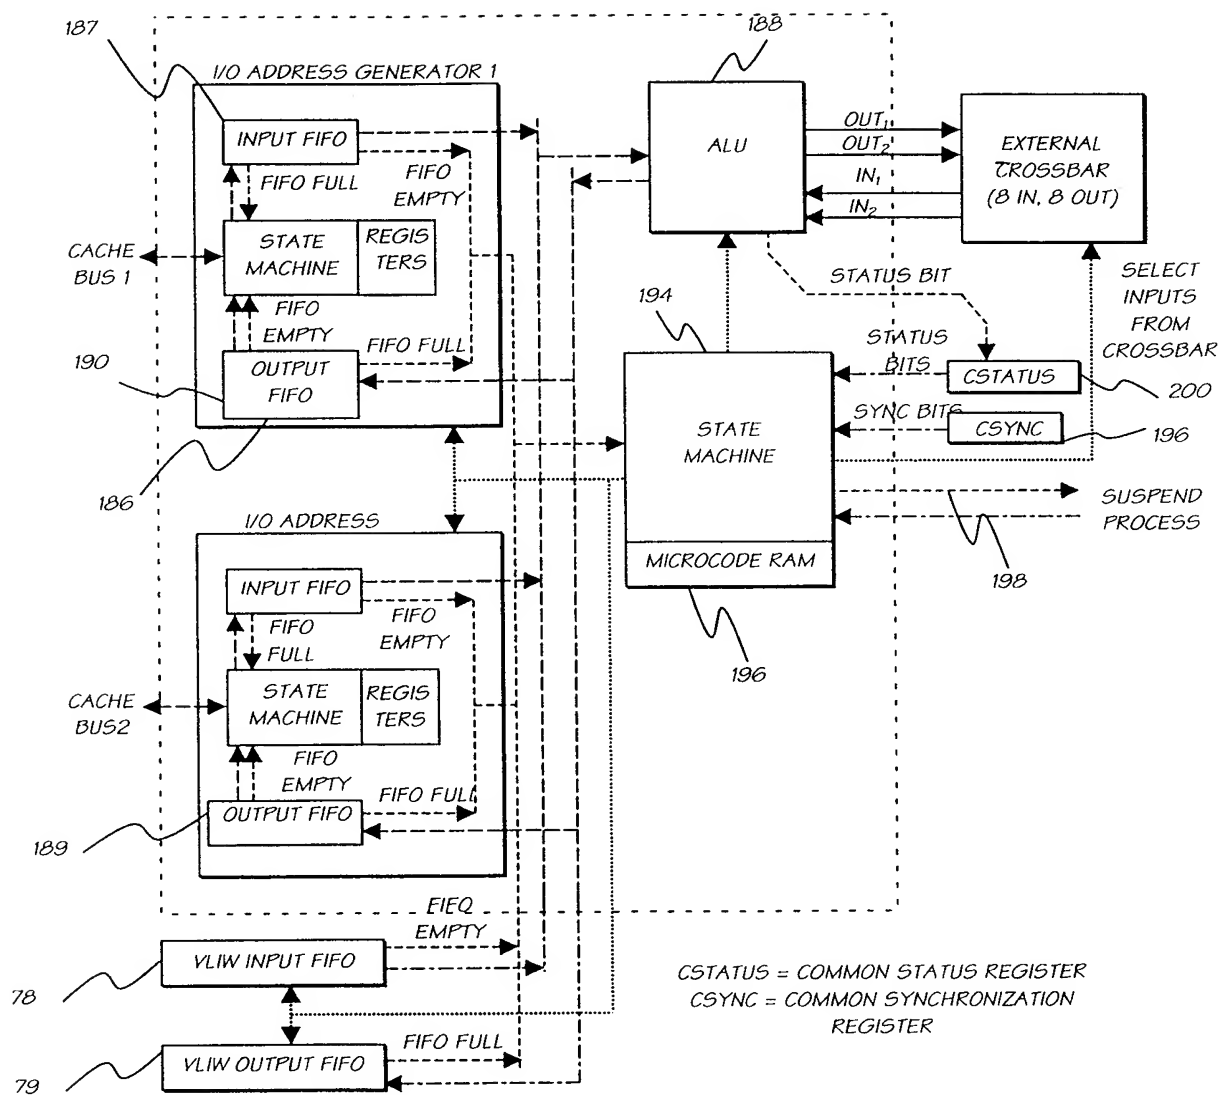 187
188
I/O ADDRESS GENERATOR 1
INPUT FIFO
FIFO FULL
FIFO
EMPTY
STATE
MACHINE
REGIS
TERS
CACHE
BUS 1
FIFO
EMPTY
FIFO FULL
OUTPUT
FIFO
190
186
ALU
OUT1
OUT2
IN1
IN2
EXTERNAL
CROSSBAR
(8 IN, 8 OUT)
STATUS BIT
SELECT
INPUTS
FROM
CROSSBAR
194
STATUS
BITS
CSTATUS
200
SYNC BITS
CSYNC
196
STATE
MACHINE
MICROCODE RAM
SUSPEND
PROCESS
198
196
I/O ADDRESS
INPUT FIFO
FIFO
FULL
FIFO
EMPTY
STATE
MACHINE
REGIS
TERS
CACHE
BUS2
FIFO
EMPTY
FIFO FULL
OUTPUT FIFO
189
FIEQ
EMPTY
VLIW INPUT FIFO
78
FIFO FULL
VLIW OUTPUT FIFO
79
CSTATUS = COMMON STATUS REGISTER
CSYNC = COMMON SYNCHRONIZATION
REGISTER